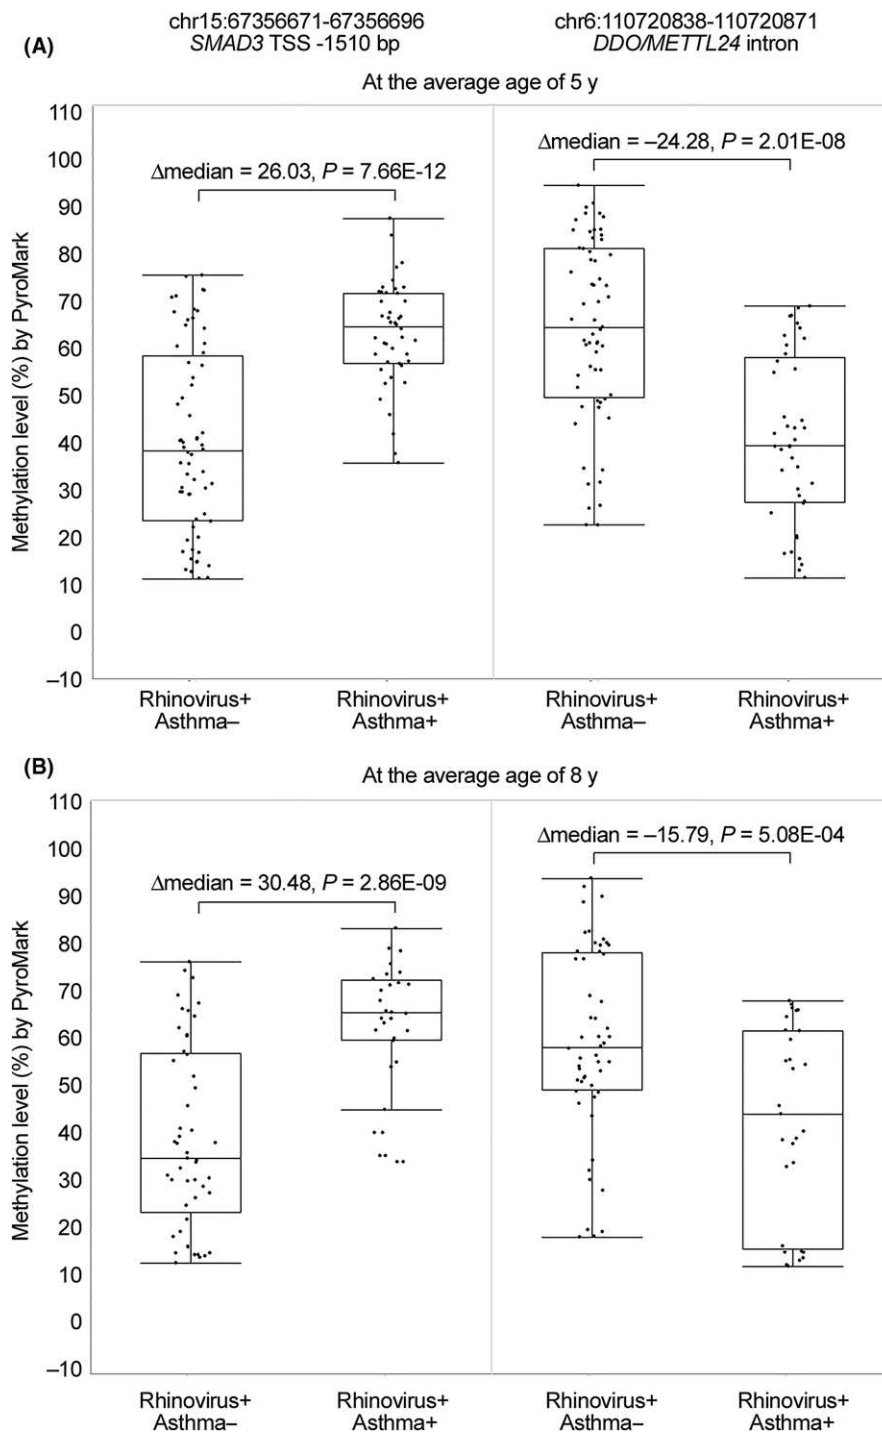 (A)
chr15:67356671-67356696
SMAD3 TSS -1510 bp
chr6:110720838-110720871
DDO/METTL24 intron
At the average age of 5 y
Δmedian = 26.03, P = 7.66E-12
Δmedian = –24.28, P = 2.01E-08
Methylation level (%) by PyroMark
110
100
90
80
70
60
50
40
30
20
10
0
–10
Rhinovirus+
Asthma–
Rhinovirus+
Asthma+
Rhinovirus+
Asthma–
Rhinovirus+
Asthma+
(B)
At the average age of 8 y
Δmedian = 30.48, P = 2.86E-09
Δmedian = –15.79, P = 5.08E-04
Methylation level (%) by PyroMark
110
100
90
80
70
60
50
40
30
20
10
0
–10
Rhinovirus+
Asthma–
Rhinovirus+
Asthma+
Rhinovirus+
Asthma–
Rhinovirus+
Asthma+